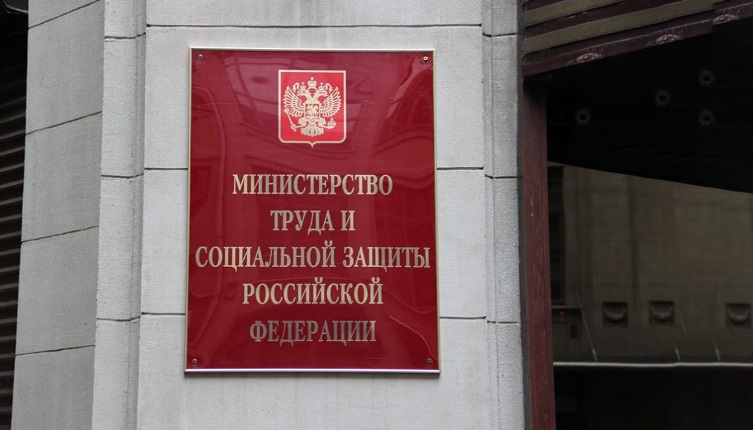 МИНИСТЕРСТВО
ТРУДА И
СОЦИАЛЬНОЙ ЗАЩИТЫ
РОССИЙСКОЙ
ФЕДЕРАЦИИ